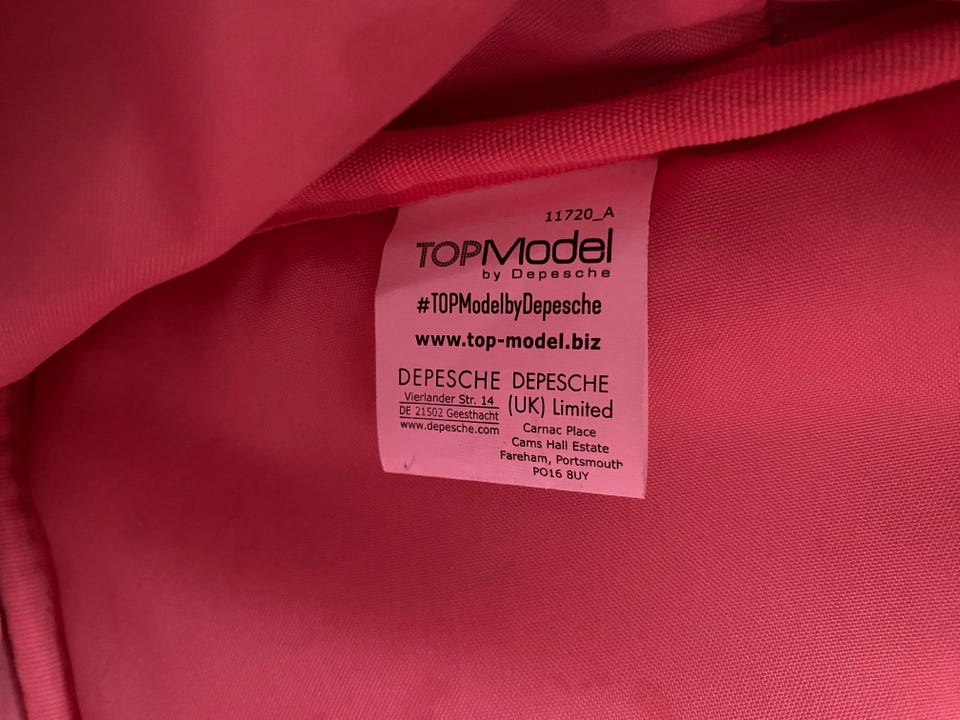 11720_A
TOPModel
by Depesche
#TOPModelbyDepesche
www.top-model.biz
DEPESCHE
Vierlander Str. 14
DE 21502 Geesthacht
www.depesche.com
DEPESCHE
(UK) Limited
Carnac Place
Cams Hall Estate
Fareham, Portsmouth
PO16 8UY